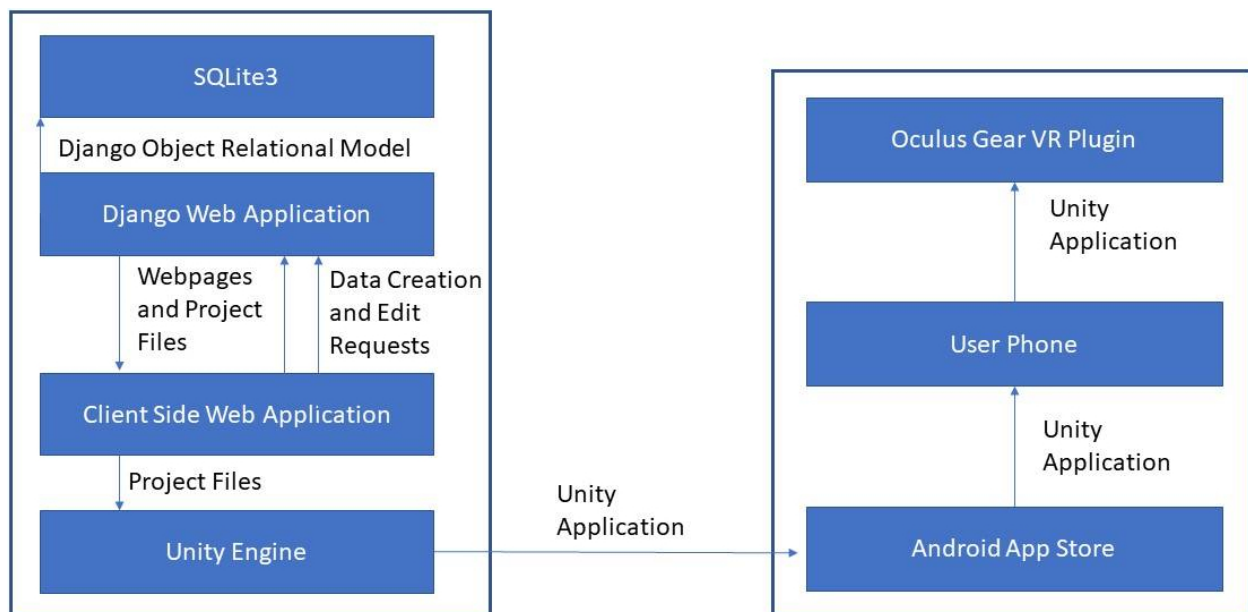 SQLite3
Django Object Relational Model
Django Web Application
Webpages
and Project
Files
Data Creation
and Edit
Requests
Client Side Web Application
Project Files
Unity Engine
Unity
Application
Oculus Gear VR Plugin
Unity
Application
User Phone
Unity
Application
Android App Store